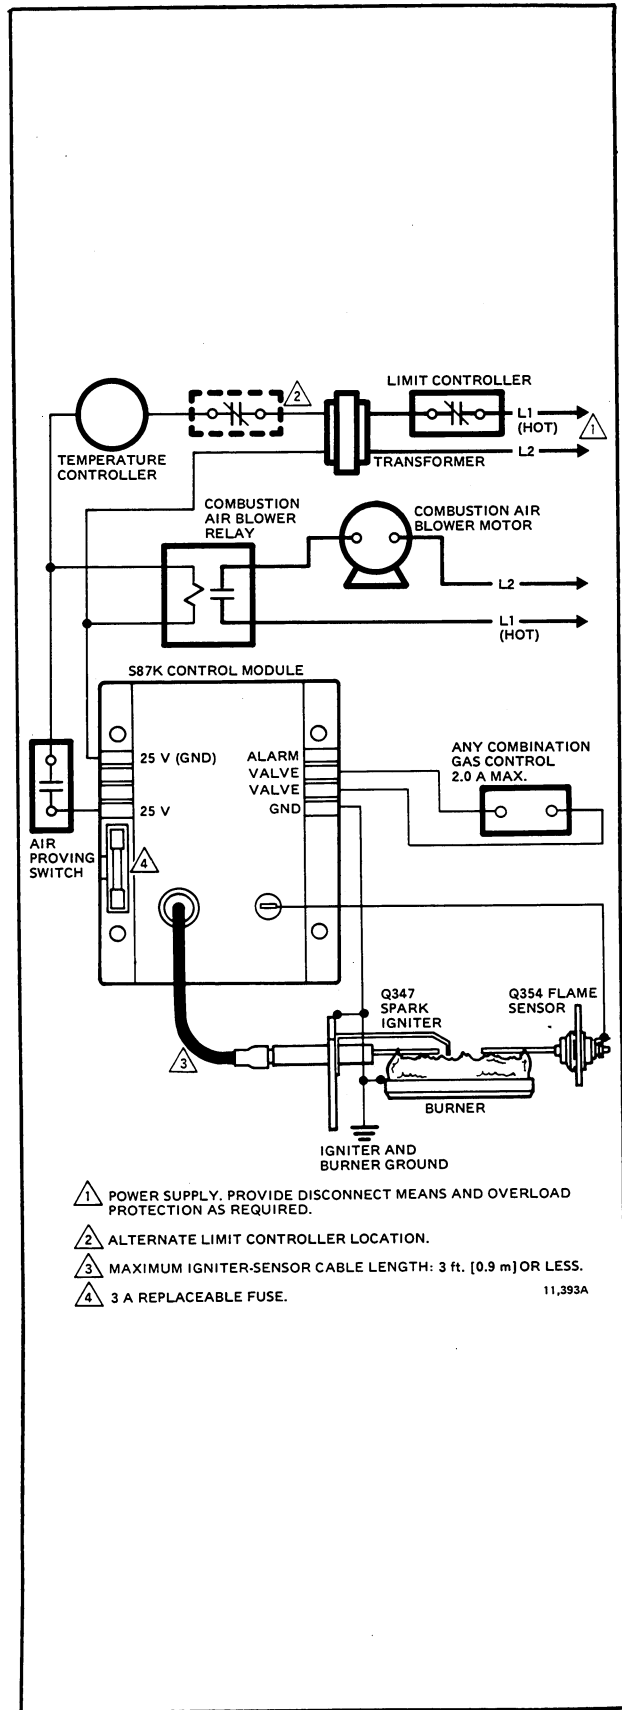 2
LIMIT CONTROLLER
L1
(HOT)
1
TEMPERATURE
CONTROLLER
TRANSFORMER
L2
COMBUSTION
AIR BLOWER
RELAY
COMBUSTION AIR
BLOWER MOTOR
L2
L1
(HOT)
S87K CONTROL MODULE
25 V (GND)
25 V
ALARM
VALVE
VALVE
GND
ANY COMBINATION
GAS CONTROL
2.0 A MAX.
AIR
PROVING
SWITCH
4
Q347
SPARK
IGNITER
Q354 FLAME
SENSOR
3
BURNER
IGNITER AND
BURNER GROUND
1 POWER SUPPLY. PROVIDE DISCONNECT MEANS AND OVERLOAD
PROTECTION AS REQUIRED.
2 ALTERNATE LIMIT CONTROLLER LOCATION.
3 MAXIMUM IGNITER-SENSOR CABLE LENGTH: 3 ft. [0.9 m] OR LESS.
4 3 A REPLACEABLE FUSE.
11,393A